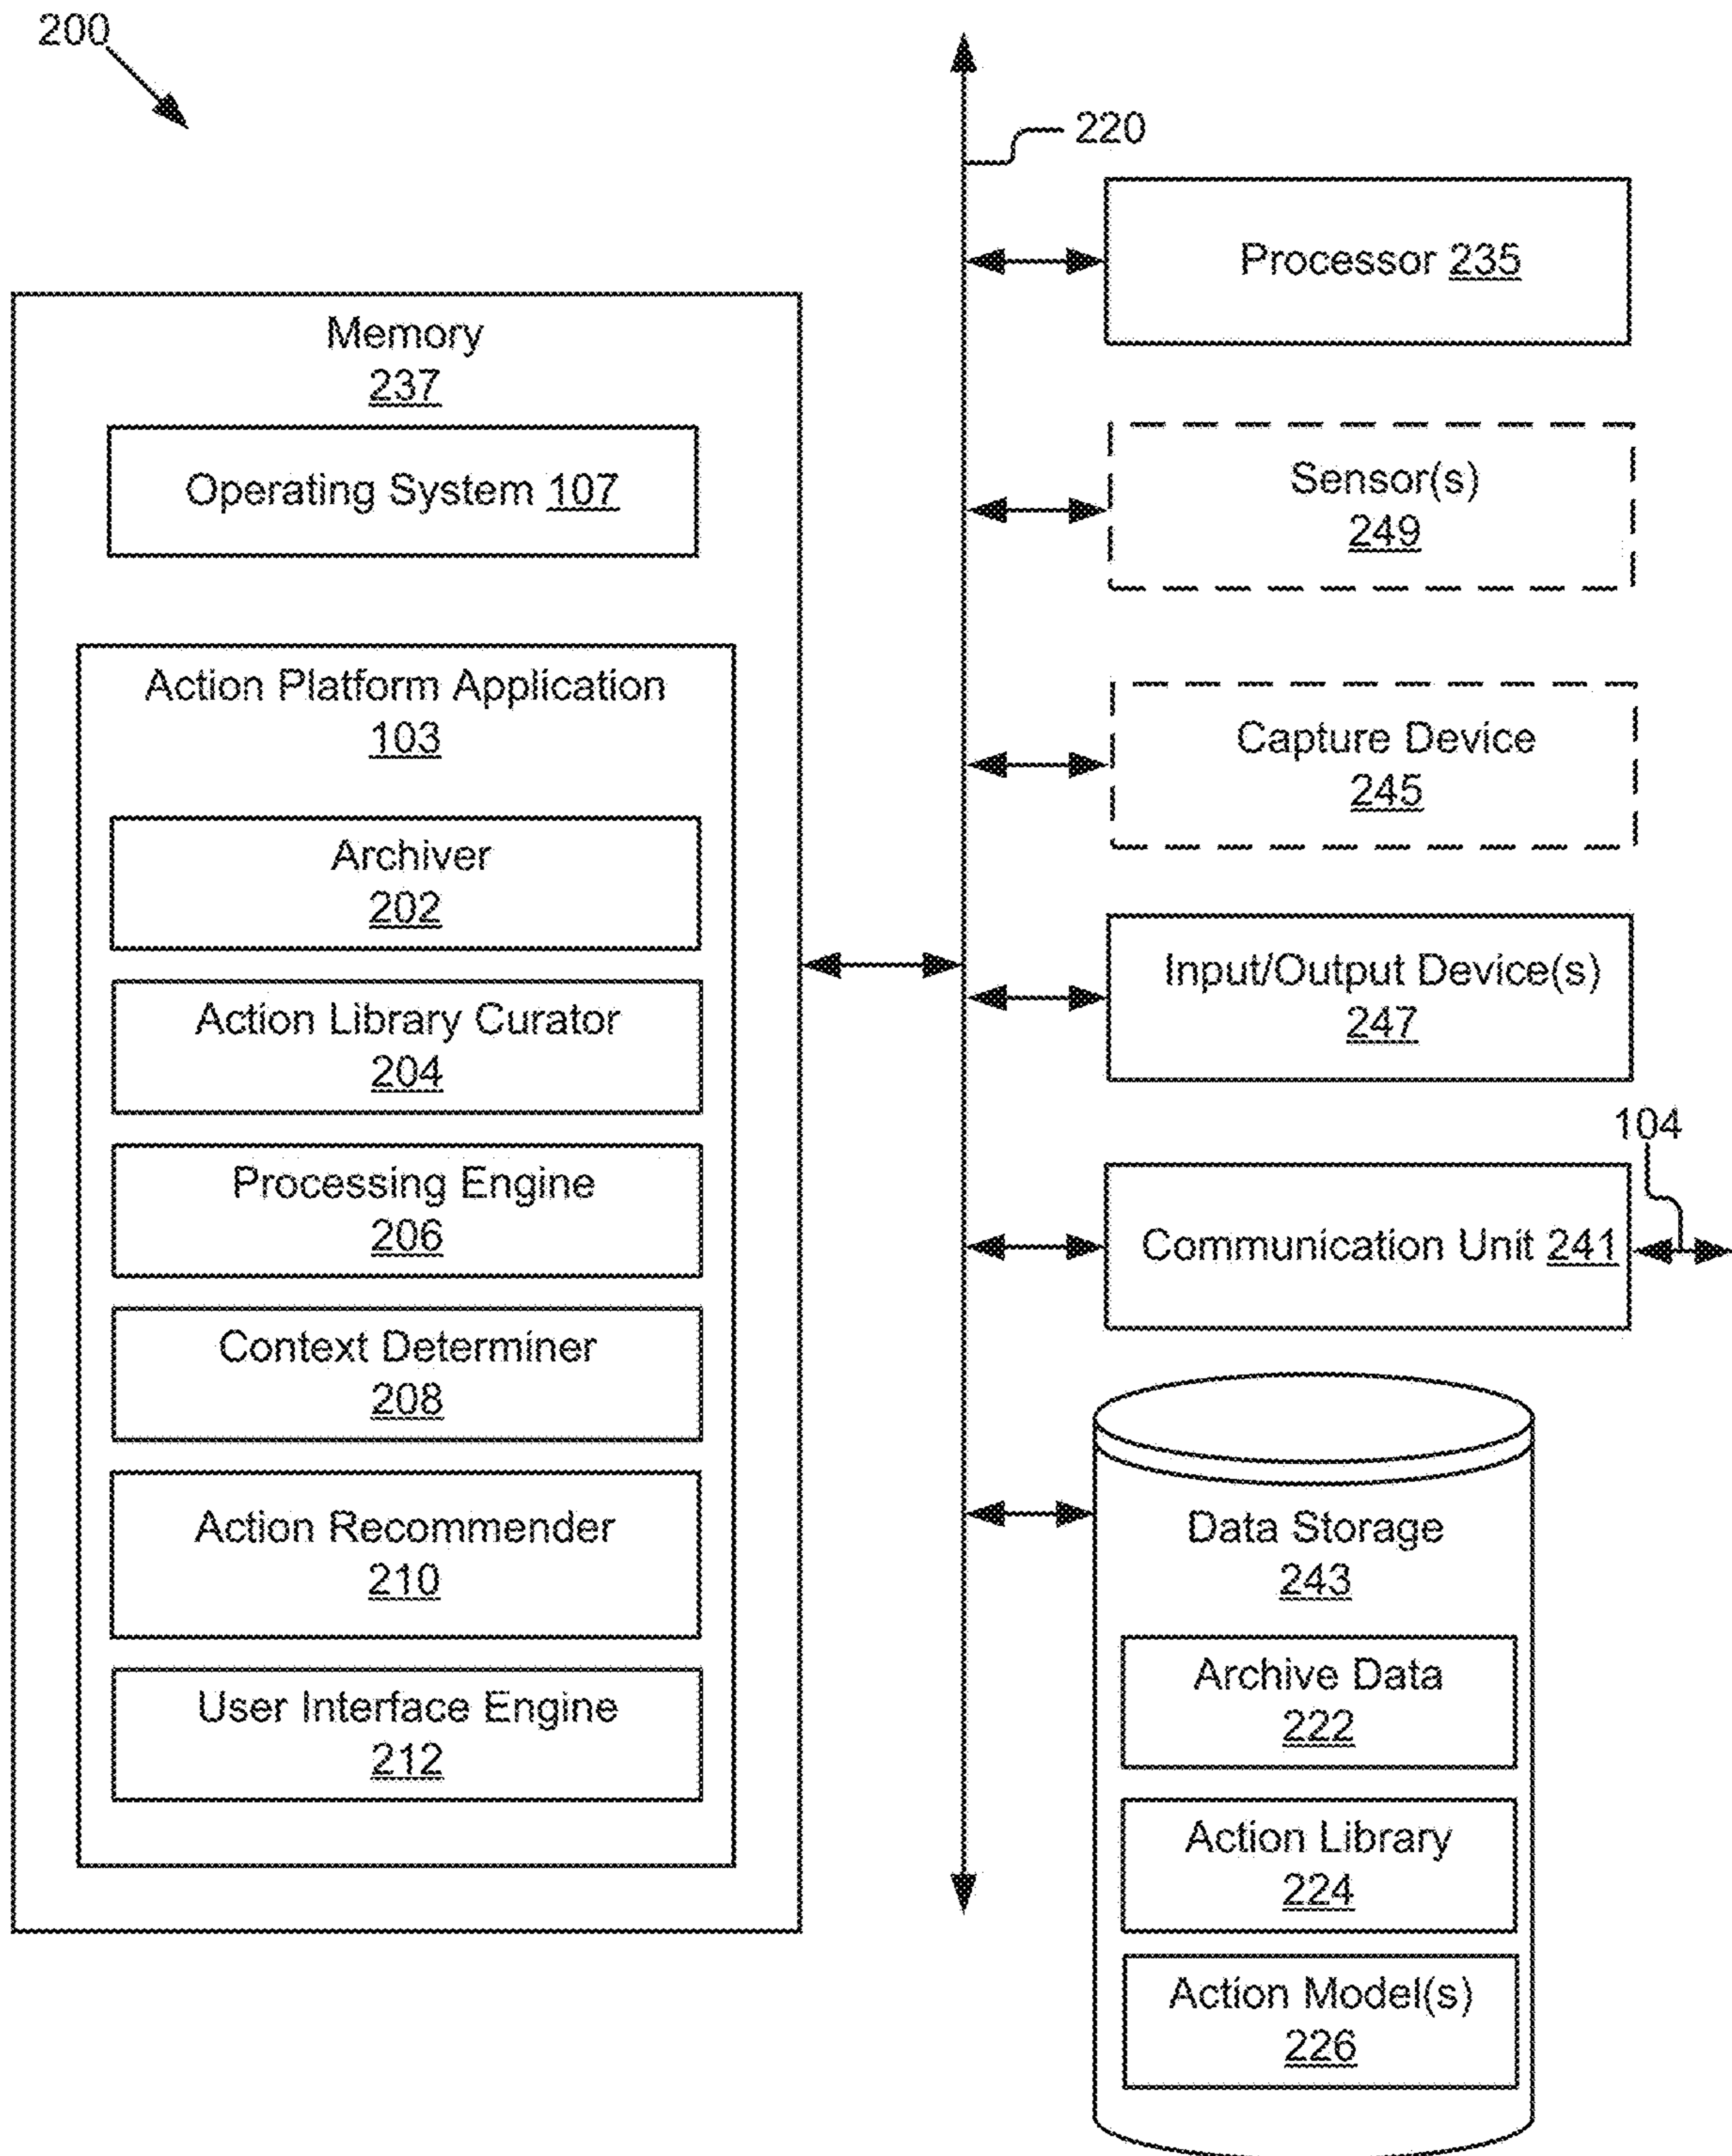 200
220
Processor 235
Memory
237
Operating System 107
Sensor(s)
249
Action Platform Application
103
Capture Device
245
Archiver
202
Input/Output Device(s)
247
Action Library Curator
204
104
Processing Engine
206
Communication Unit 241
Context Determiner
208
Action Recommender
210
Data Storage
243
User Interface Engine
212
Archive Data
222
Action Library
224
Action Model(s)
226